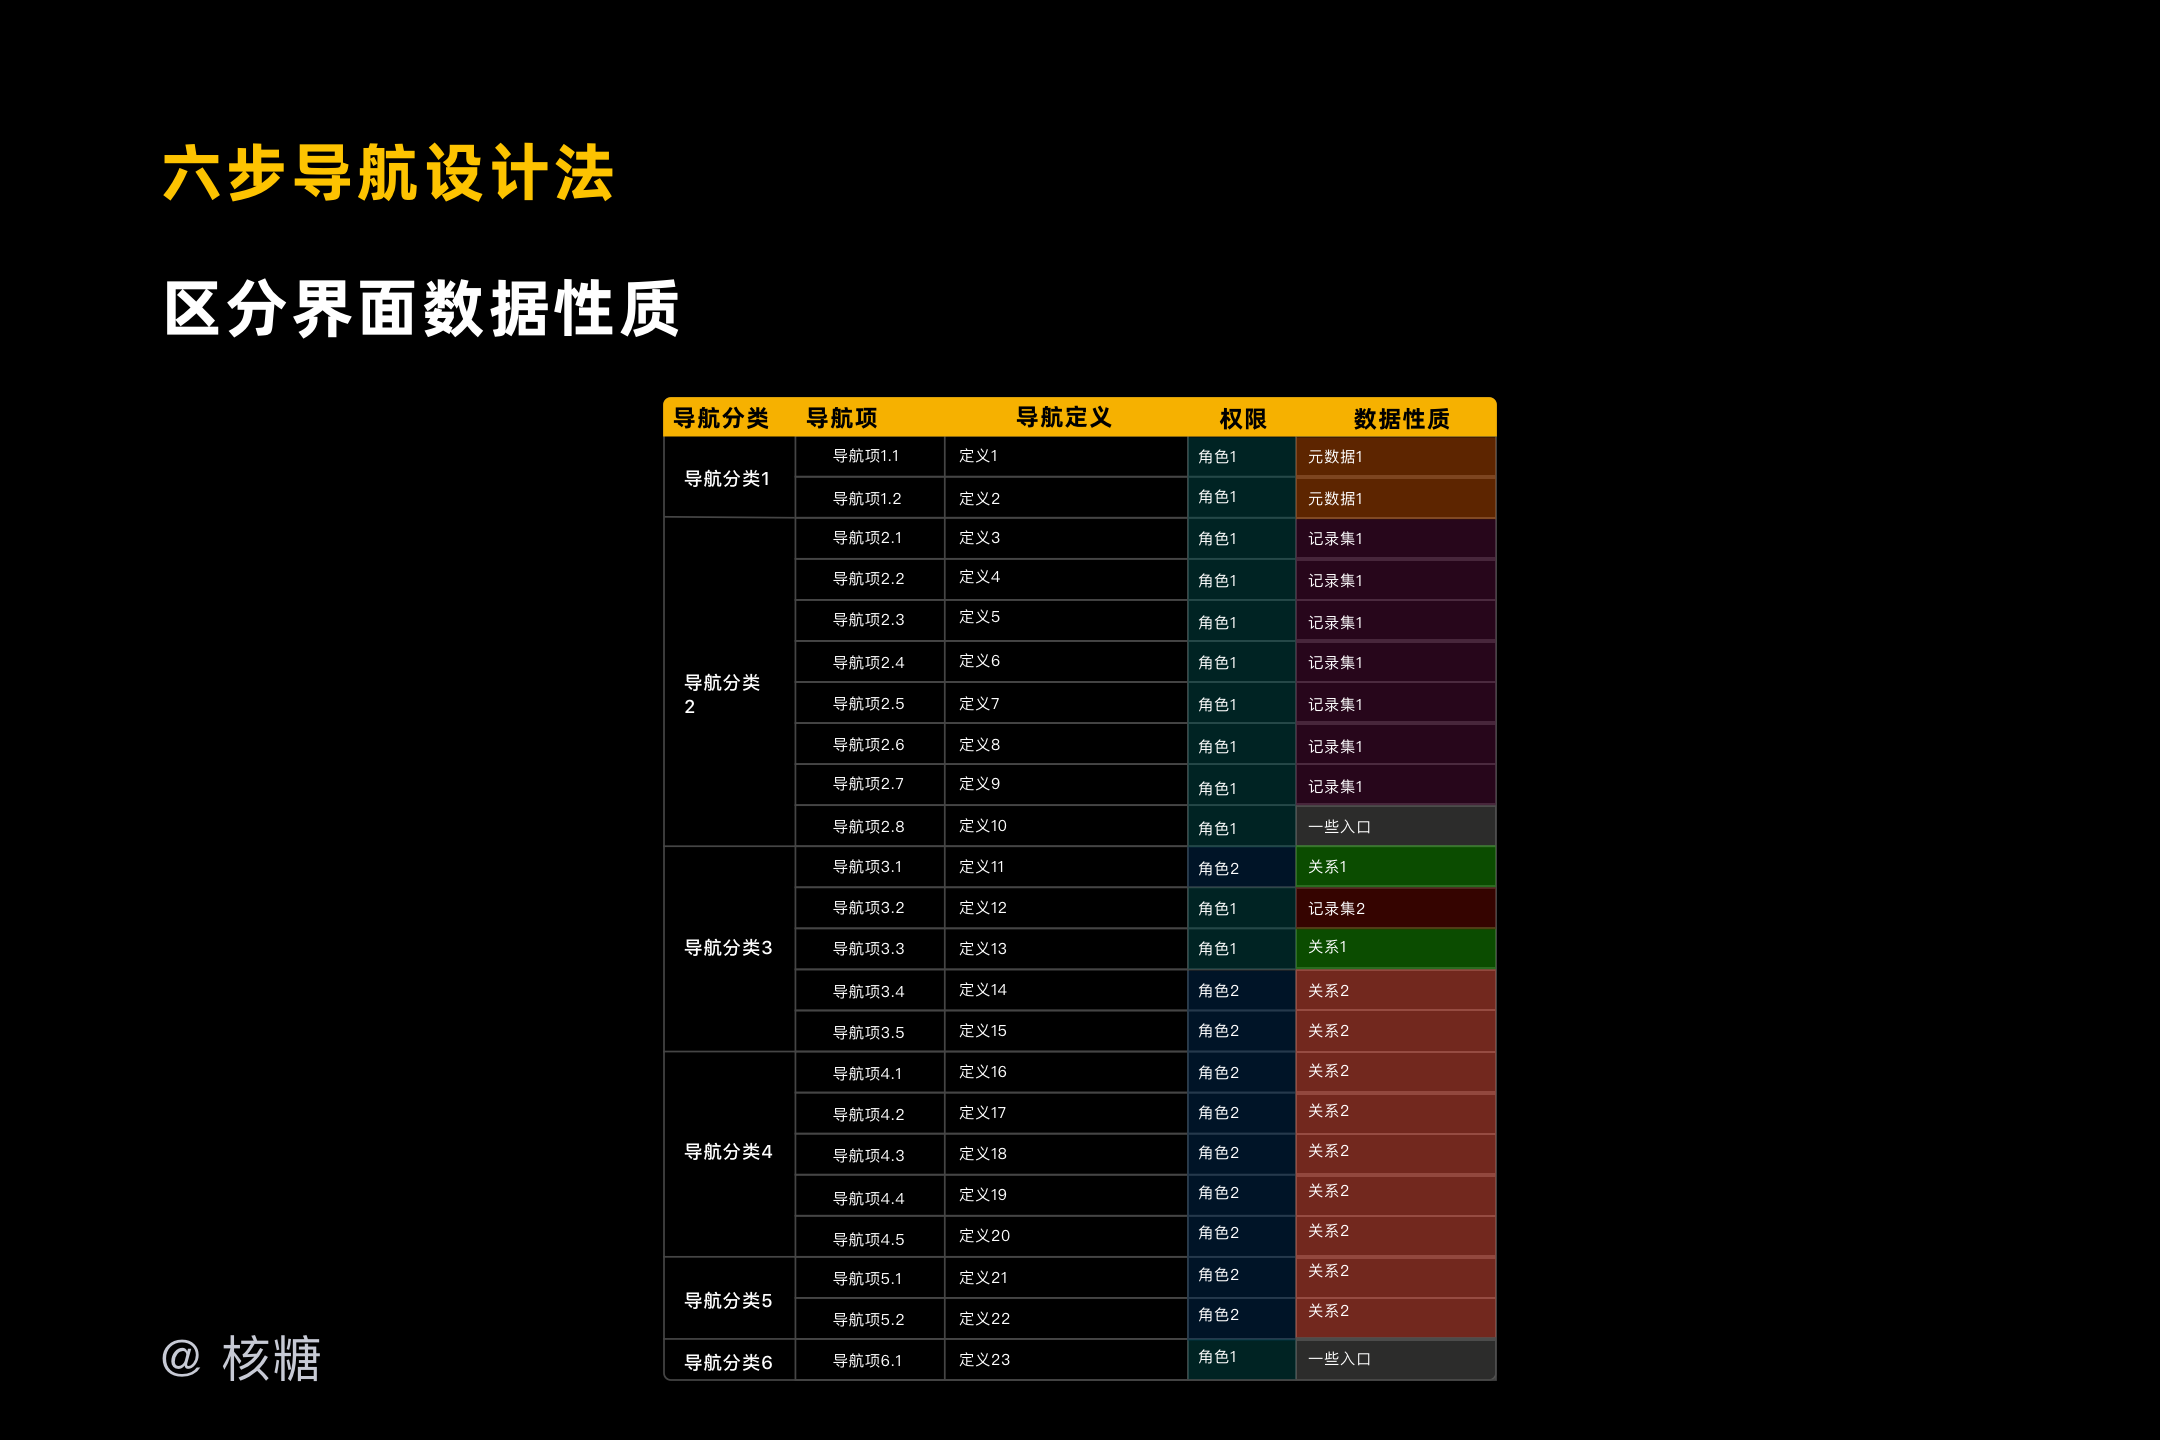 六步导航设计法
区分界面数据性质
导航分类 导航项 导航定义 权限 数据性质
导航分类1
导航项1.1 定义1 角色1 元数据1
导航项1.2 定义2 角色1 元数据1
导航分类
2
导航项2.1 定义3 角色1 记录集1
导航项2.2 定义4 角色1 记录集1
导航项2.3 定义5 角色1 记录集1
导航项2.4 定义6 角色1 记录集1
导航项2.5 定义7 角色1 记录集1
导航项2.6 定义8 角色1 记录集1
导航项2.7 定义9 角色1 记录集1
导航项2.8 定义10 角色1 一些入口
导航分类3
导航项3.1 定义11 角色2 关系1
导航项3.2 定义12 角色1 记录集2
导航项3.3 定义13 角色1 关系1
导航项3.4 定义14 角色2 关系2
导航项3.5 定义15 角色2 关系2
导航分类4
导航项4.1 定义16 角色2 关系2
导航项4.2 定义17 角色2 关系2
导航项4.3 定义18 角色2 关系2
导航项4.4 定义19 角色2 关系2
导航项4.5 定义20 角色2 关系2
导航分类5
导航项5.1 定义21 角色2 关系2
导航项5.2 定义22 角色2 关系2
导航分类6 导航项6.1 定义23 角色1 一些入口
@ 核糖